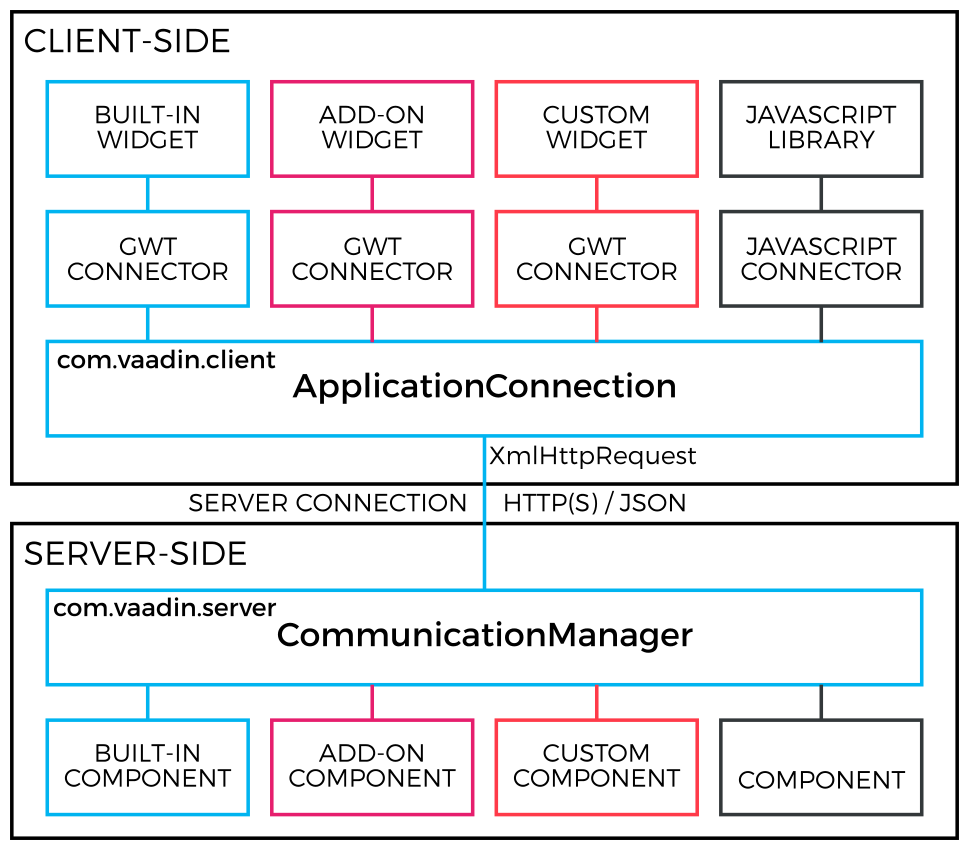 CLIENT-SIDE
BUILT-IN
WIDGET
ADD-ON
WIDGET
CUSTOM
WIDGET
JAVASCRIPT
LIBRARY
GWT
CONNECTOR
GWT
CONNECTOR
GWT
CONNECTOR
JAVASCRIPT
CONNECTOR
com.vaadin.client
ApplicationConnection
XmlHttpRequest
SERVER CONNECTION
HTTP(S) / JSON
SERVER-SIDE
com.vaadin.server
CommunicationManager
BUILT-IN
COMPONENT
ADD-ON
COMPONENT
CUSTOM
COMPONENT
COMPONENT